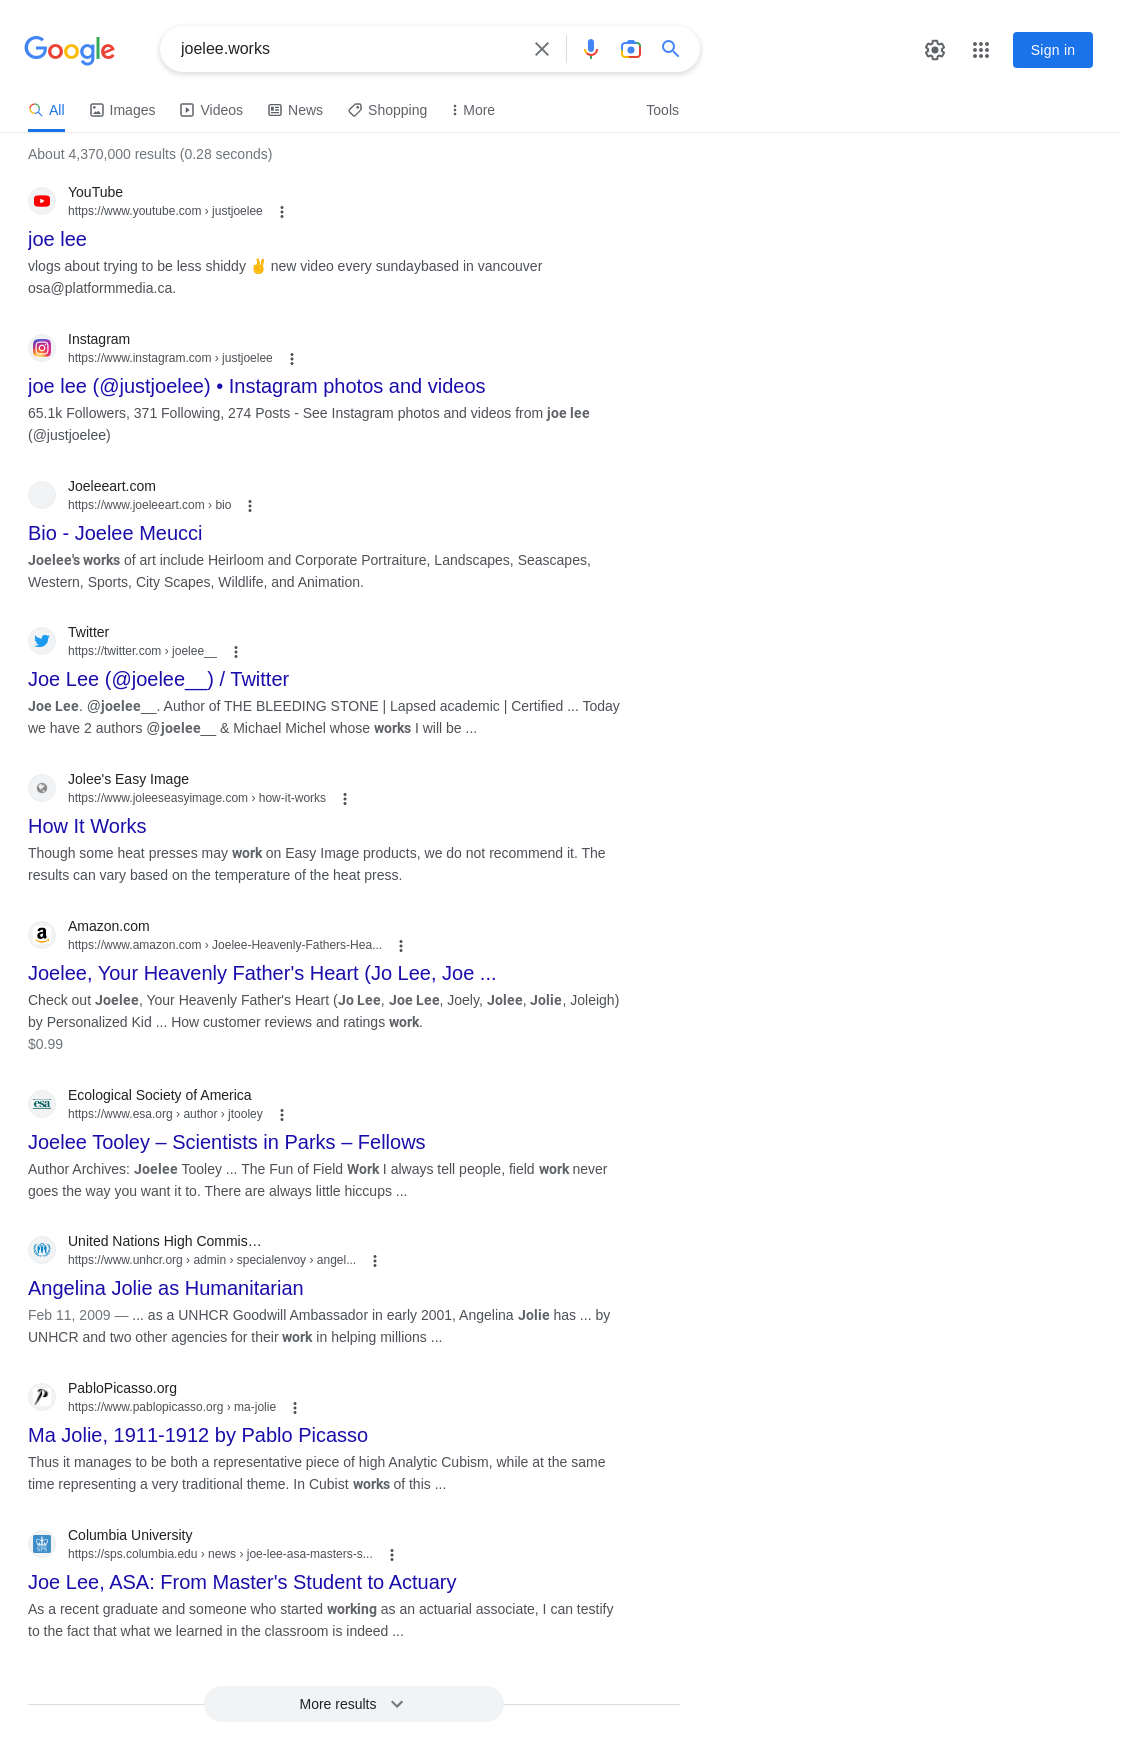 Google
joelee.works
Sign in
All
Images
Videos
News
Shopping
More
Tools
About 4,370,000 results (0.28 seconds)
YouTube
https://www.youtube.com › justjoelee
joe lee
vlogs about trying to be less shiddy ✌️ new video every sundaybased in vancouver
osa@platformmedia.ca.
Instagram
https://www.instagram.com › justjoelee
joe lee (@justjoelee) • Instagram photos and videos
65.1k Followers, 371 Following, 274 Posts - See Instagram photos and videos from joe lee
(@justjoelee)
Joeleeart.com
https://www.joeleeart.com › bio
Bio - Joelee Meucci
Joelee's works of art include Heirloom and Corporate Portraiture, Landscapes, Seascapes,
Western, Sports, City Scapes, Wildlife, and Animation.
Twitter
https://twitter.com › joelee__
Joe Lee (@joelee__) / Twitter
Joe Lee. @joelee__. Author of THE BLEEDING STONE | Lapsed academic | Certified ... Today
we have 2 authors @joelee__ & Michael Michel whose works I will be ...
Jolee's Easy Image
https://www.joleeseasyimage.com › how-it-works
How It Works
Though some heat presses may work on Easy Image products, we do not recommend it. The
results can vary based on the temperature of the heat press.
Amazon.com
https://www.amazon.com › Joelee-Heavenly-Fathers-Hea...
Joelee, Your Heavenly Father's Heart (Jo Lee, Joe ...
Check out Joelee, Your Heavenly Father's Heart (Jo Lee, Joe Lee, Joely, Jolee, Jolie, Joleigh)
by Personalized Kid ... How customer reviews and ratings work.
$0.99
esa
Ecological Society of America
https://www.esa.org › author › jtooley
Joelee Tooley – Scientists in Parks – Fellows
Author Archives: Joelee Tooley ... The Fun of Field Work I always tell people, field work never
goes the way you want it to. There are always little hiccups ...
United Nations High Commis…
https://www.unhcr.org › admin › specialenvoy › angel...
Angelina Jolie as Humanitarian
Feb 11, 2009 — ... as a UNHCR Goodwill Ambassador in early 2001, Angelina Jolie has ... by
UNHCR and two other agencies for their work in helping millions ...
PabloPicasso.org
https://www.pablopicasso.org › ma-jolie
Ma Jolie, 1911-1912 by Pablo Picasso
Thus it manages to be both a representative piece of high Analytic Cubism, while at the same
time representing a very traditional theme. In Cubist works of this ...
SPS
Columbia University
https://sps.columbia.edu › news › joe-lee-asa-masters-s...
Joe Lee, ASA: From Master's Student to Actuary
As a recent graduate and someone who started working as an actuarial associate, I can testify
to the fact that what we learned in the classroom is indeed ...
More results